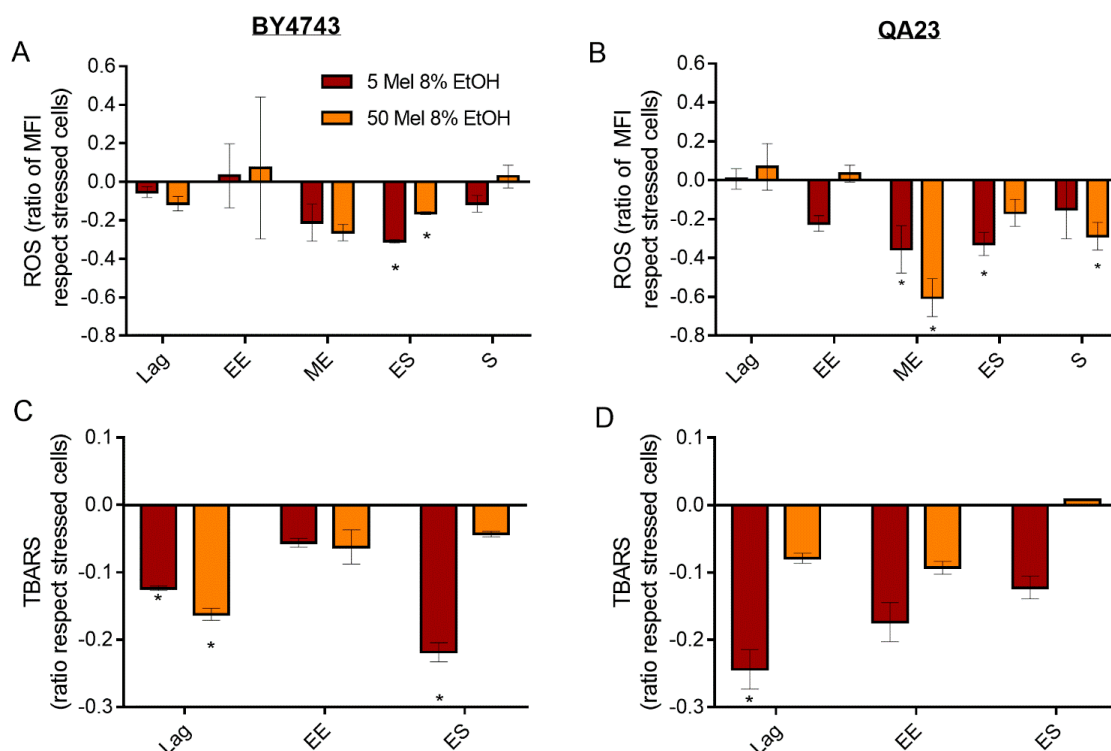 BY4743
QA23
A
ROS (ratio of MFI
respect stressed cells)
0.6
0.4
0.2
0.0
-0.2
-0.4
-0.6
-0.8
5 Mel 8% EtOH
50 Mel 8% EtOH
*
*
Lag
EE
ME
ES
S
B
ROS (ratio of MFI
respect stressed cells)
0.6
0.4
0.2
0.0
-0.2
-0.4
-0.6
-0.8
*
*
*
*
Lag
EE
ME
ES
S
C
TBARS
(ratio respect stressed cells)
0.1
0.0
-0.1
-0.2
-0.3
*
*
*
Lag
EE
ES
D
TBARS
(ratio respect stressed cells)
0.1
0.0
-0.1
-0.2
-0.3
*
Lag
EE
ES